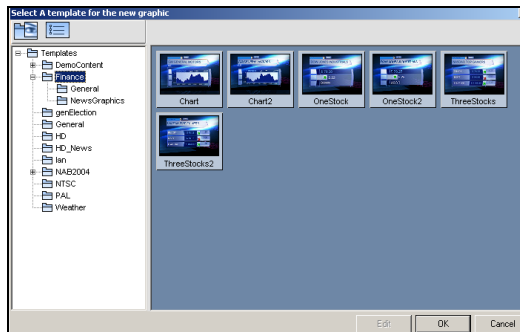 Select A template for the new graphic
Templates
DemoContent
Finance
General
NewsGraphics
genElection
General
HD
HD_News
Ian
NAB2004
NTSC
PAL
Weather
Chart
Chart2
OneStock
OneStock2
ThreeStocks
ThreeStocks2
Edit
OK
Cancel